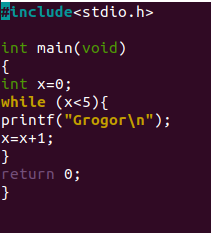 #include<stdio.h>
int main(void)
{
int x=0;
while (x<5){
printf("Grogor\n");
x=x+1;
}
return 0;
}